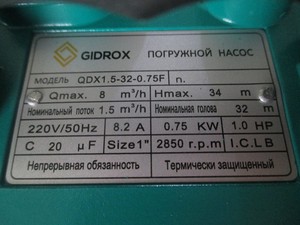 GIDROX ПОГРУЖНОЙ НАСОС
МОДЕЛЬ QDX1.5-32-0.75F n.
Qmax. 8 m³/h Hmax. 34 m
Номинальный поток 1.5 m³/h Номинальная голова 32 m
220V/50Hz 8.2 A 0.75 KW 1.0 HP
C 20 μF Size1" 2850 r.p.m I.C.L B
Непрерывная обязанность Термически защищенный